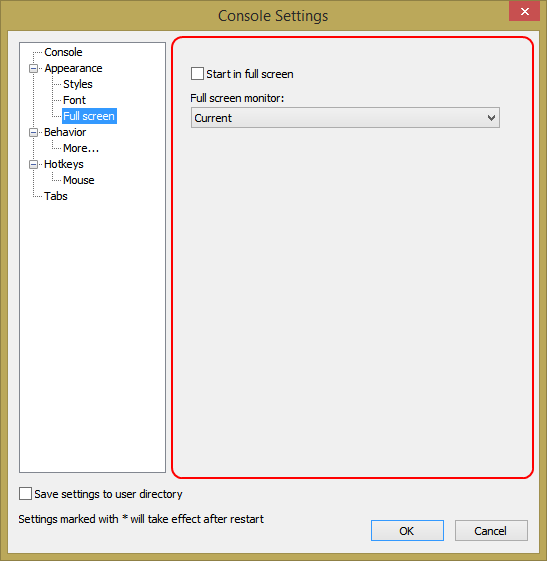 Console Settings
Console
Appearance
Styles
Font
Full screen
Behavior
More...
Hotkeys
Mouse
Tabs
Start in full screen
Full screen monitor:
Current
Save settings to user directory
Settings marked with * will take effect after restart
OK
Cancel